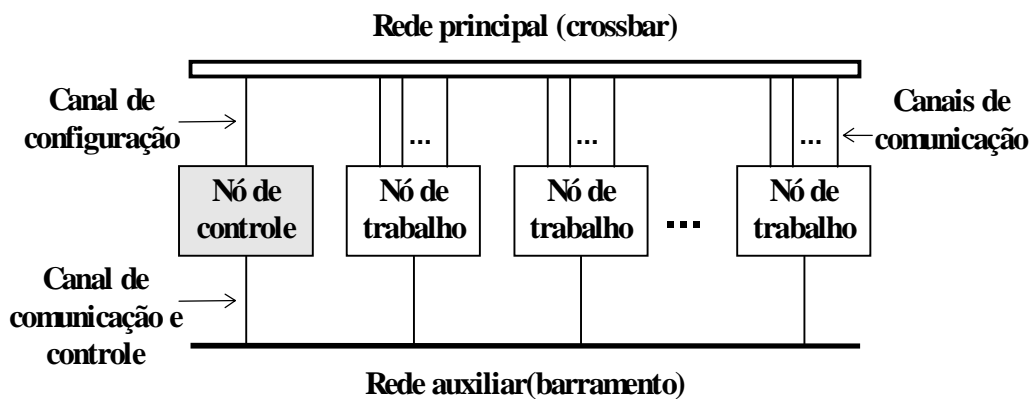 Rede principal (crossbar)
Canal de
configuração
Canais de
comunicação
...
...
...
Nó de
controle
Nó de
trabalho
Nó de
trabalho
...
Nó de
trabalho
Canal de
comunicação e
controle
Rede auxiliar(barramento)